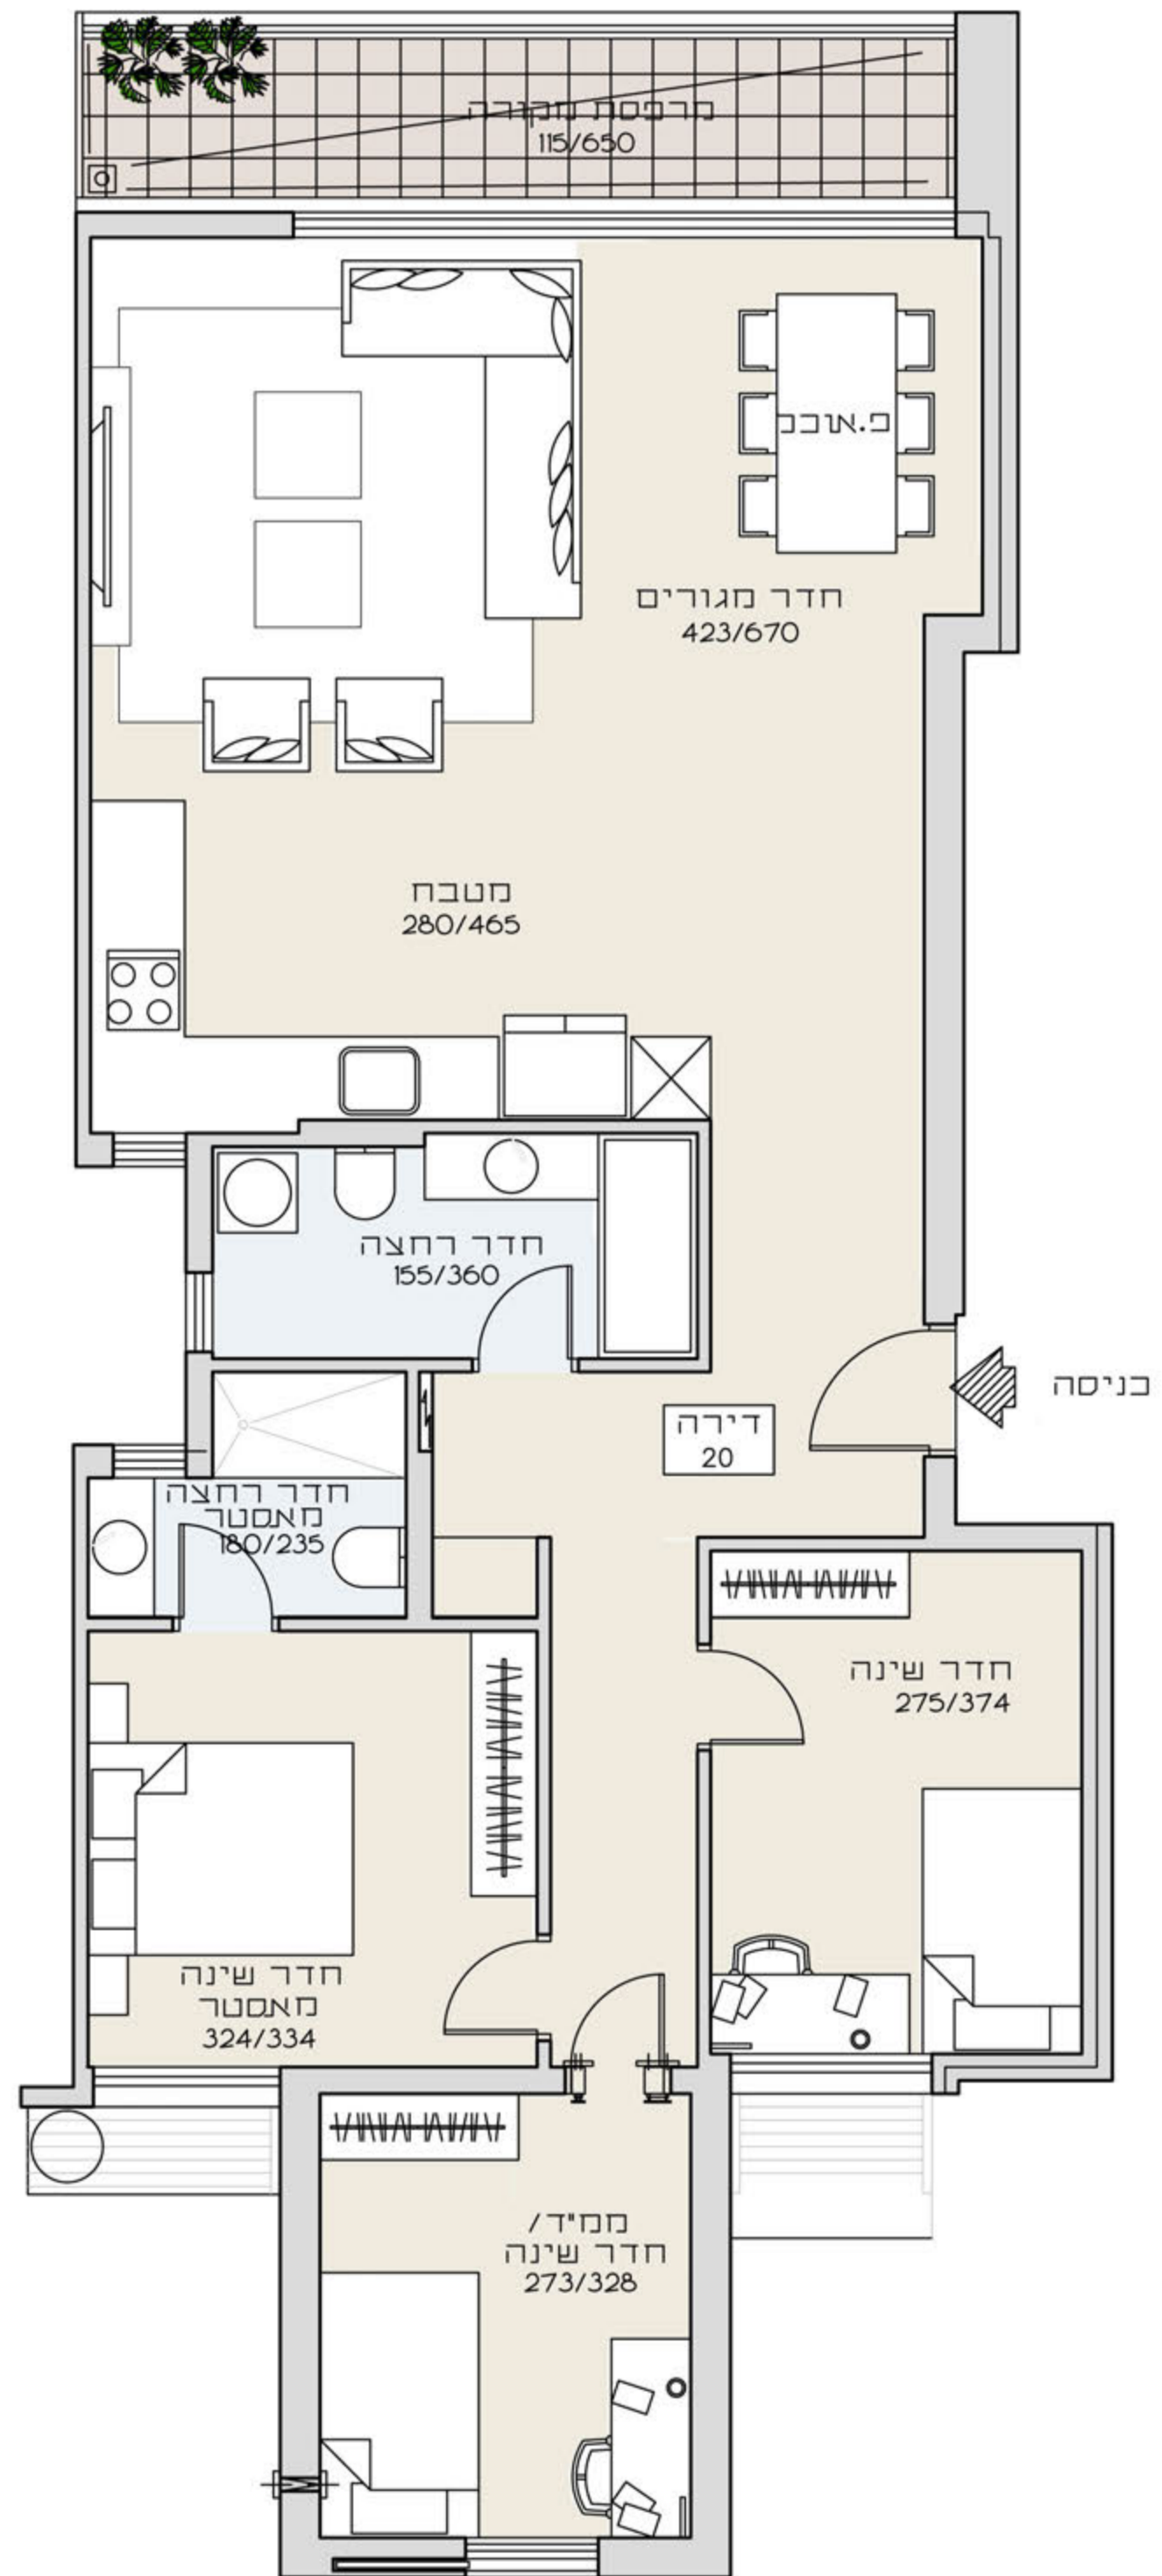 מרפסת מקורה
115/650
פ.אוכל
חדר מגורים
423/670
מטבח
280/465
חדר רחצה
155/360
כניסה
דירה
20
חדר רחצה
מאסטר
180/235
חדר שינה
275/374
חדר שינה
מאסטר
324/334
ממ"ד/
חדר שינה
273/328